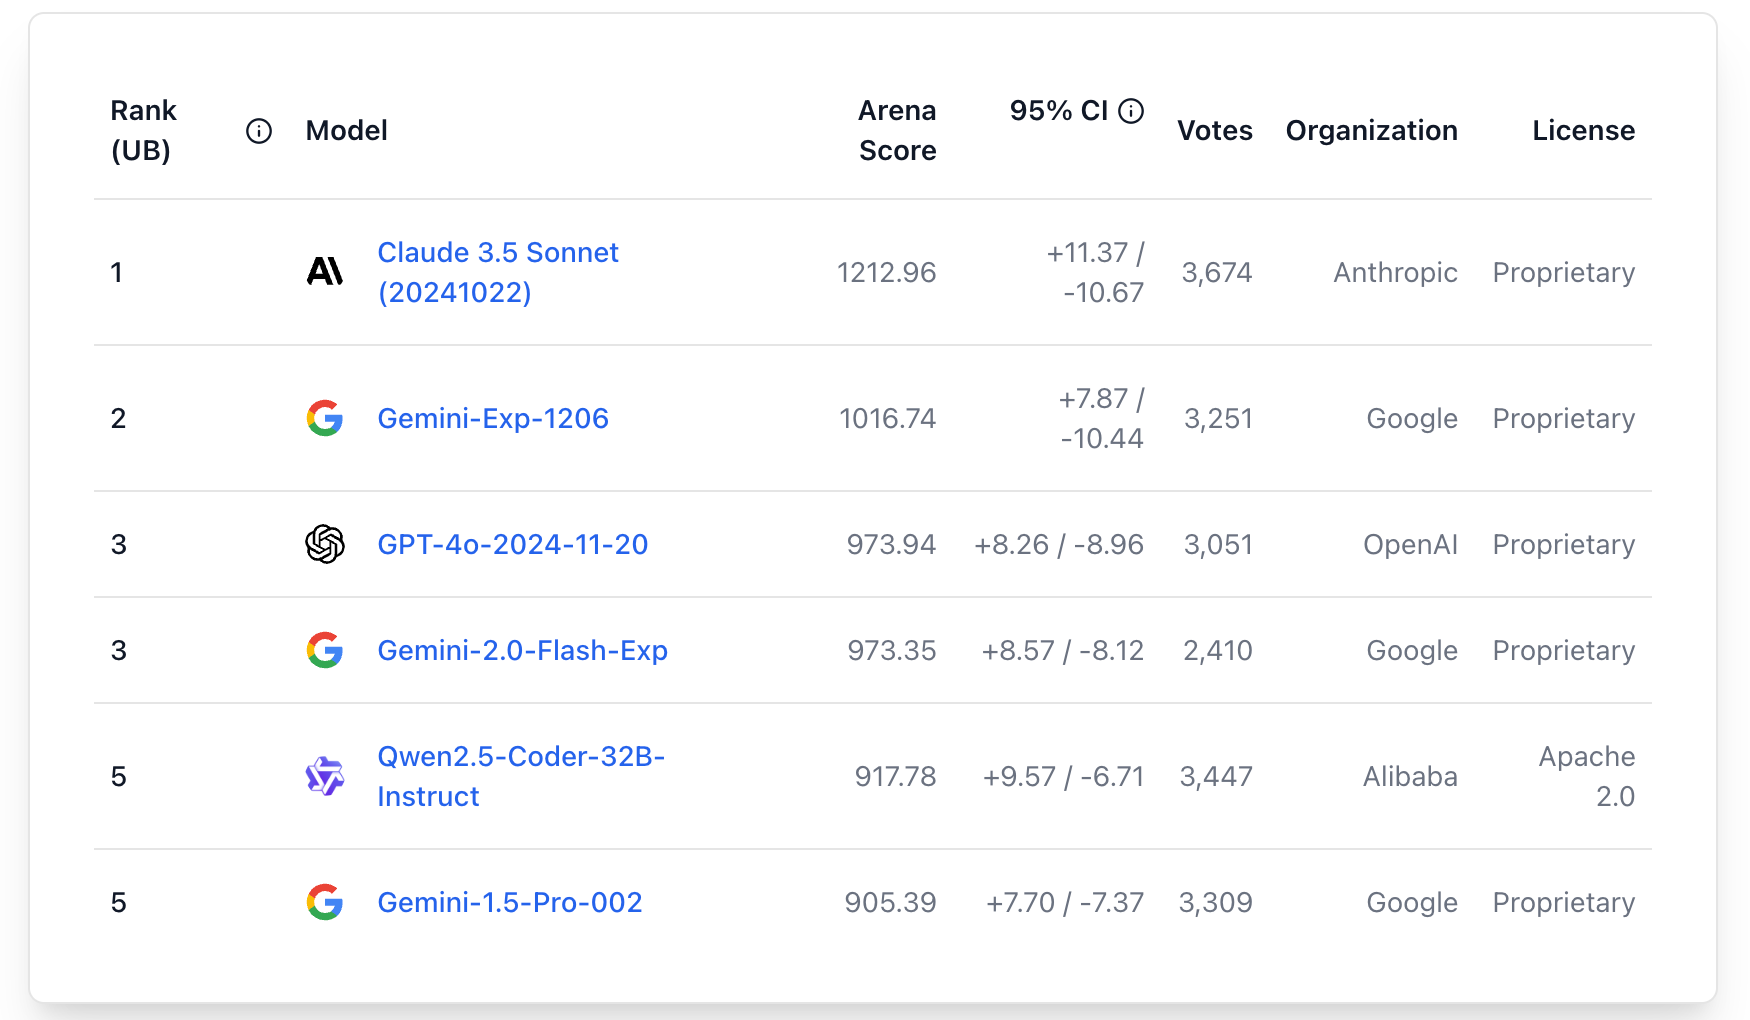 Rank (UB) Model Arena Score 95% CI Votes Organization License
1 Claude 3.5 Sonnet (20241022) 1212.96 +11.37 / -10.67 3,674 Anthropic Proprietary
2 Gemini-Exp-1206 1016.74 +7.87 / -10.44 3,251 Google Proprietary
3 GPT-4o-2024-11-20 973.94 +8.26 / -8.96 3,051 OpenAI Proprietary
3 Gemini-2.0-Flash-Exp 973.35 +8.57 / -8.12 2,410 Google Proprietary
5 Qwen2.5-Coder-32B-Instruct 917.78 +9.57 / -6.71 3,447 Alibaba Apache 2.0
5 Gemini-1.5-Pro-002 905.39 +7.70 / -7.37 3,309 Google Proprietary